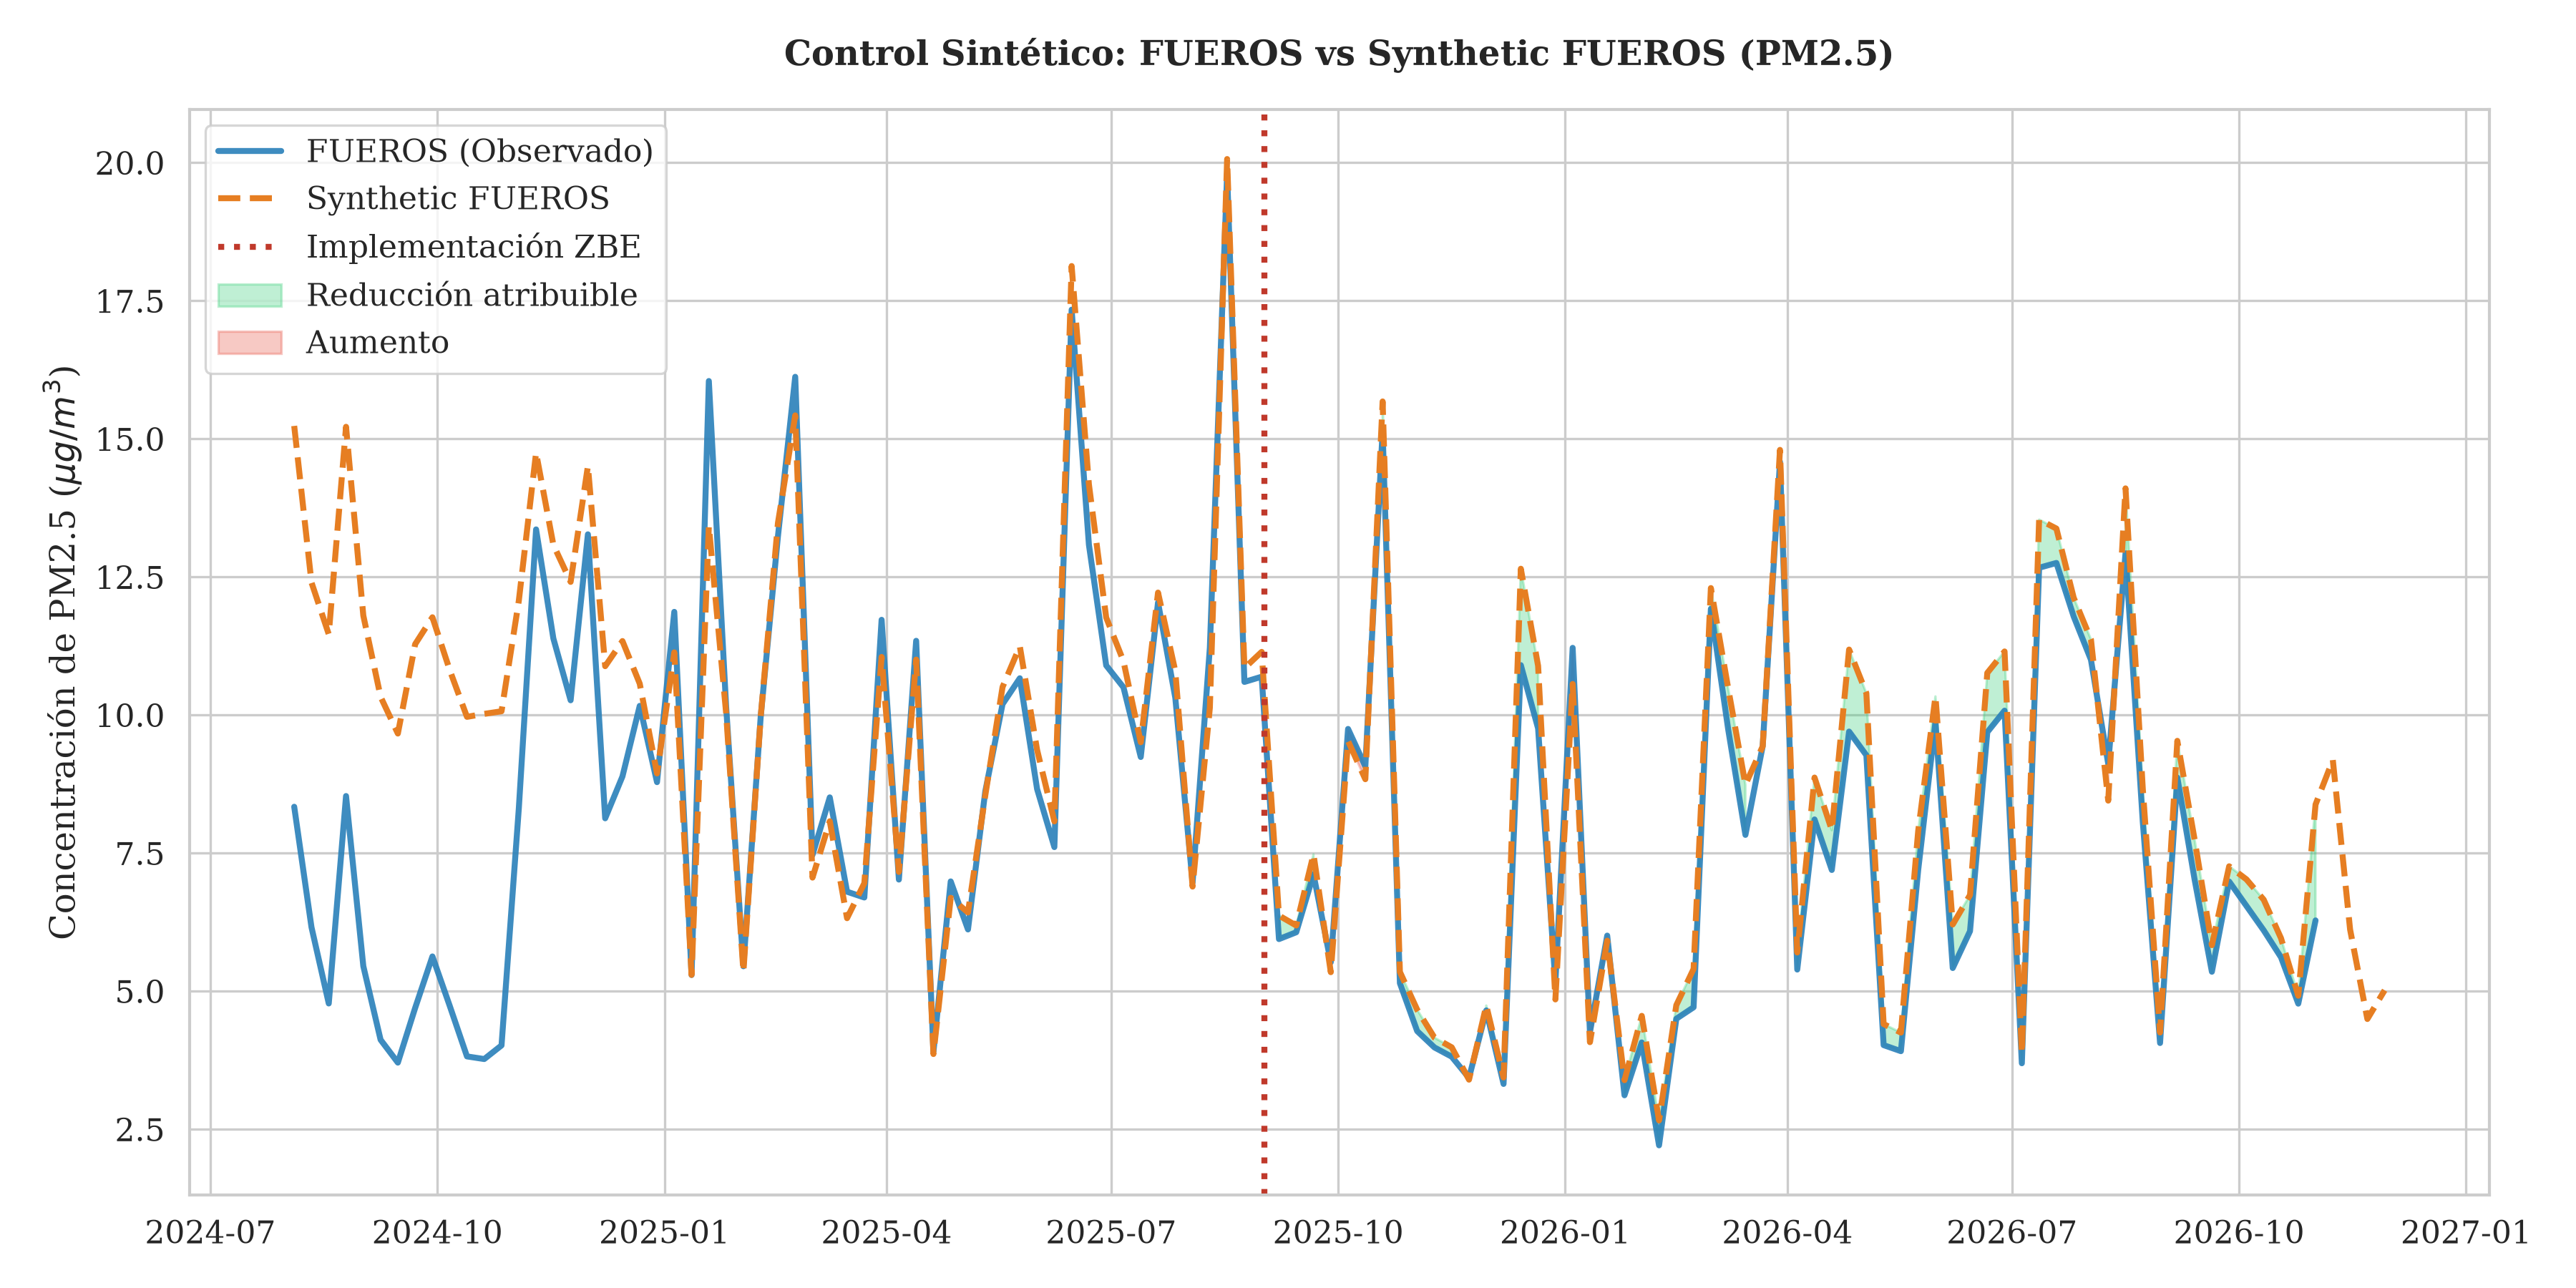 Control Sintético: FUEROS vs Synthetic FUEROS (PM2.5)
FUEROS (Observado)
Synthetic FUEROS
Implementación ZBE
Reducción atribuible
Aumento
Concentración de PM2.5 (μg/m³)
20.0
17.5
15.0
12.5
10.0
7.5
5.0
2.5
2024-07 2024-10 2025-01 2025-04 2025-07 2025-10 2026-01 2026-04 2026-07 2026-10 2027-01